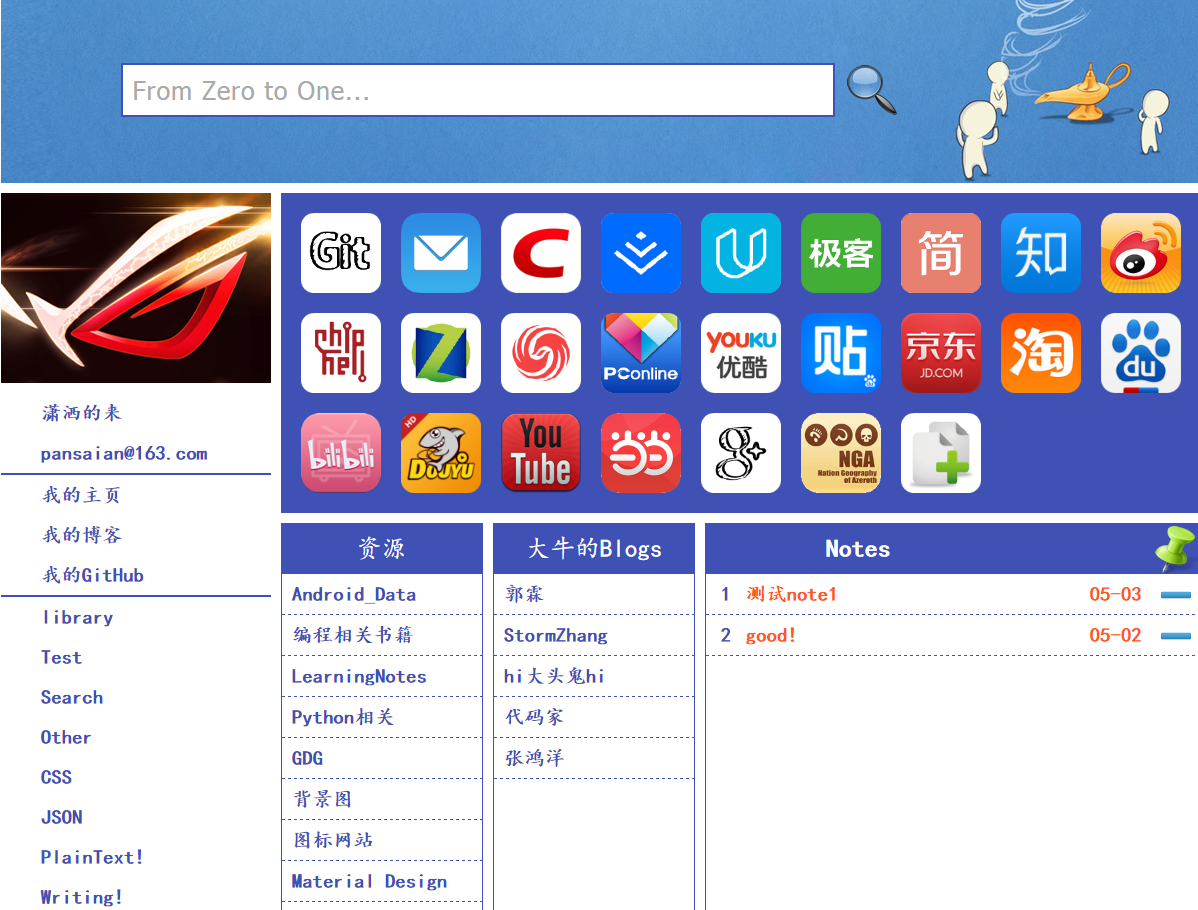 From Zero to One...
Git
C
极客
简
知
chip hell
Z
PConline
YOUKU
优酷
贴
京东
JD.COM
淘
du
bilibili
HD
DOUYU
You
Tube
当当
g+
NGA
Nation Geography
of Azeroth
潇洒的来
pansaian@163.com
我的主页
我的博客
我的GitHub
library
Test
Search
Other
CSS
JSON
PlainText!
Writing!
资源
Android_Data
编程相关书籍
LearningNotes
Python相关
GDG
背景图
图标网站
Material Design
大牛的Blogs
郭霖
StormZhang
hi大头鬼hi
代码家
张鸿洋
Notes
1 测试note1 05-03
2 good! 05-02